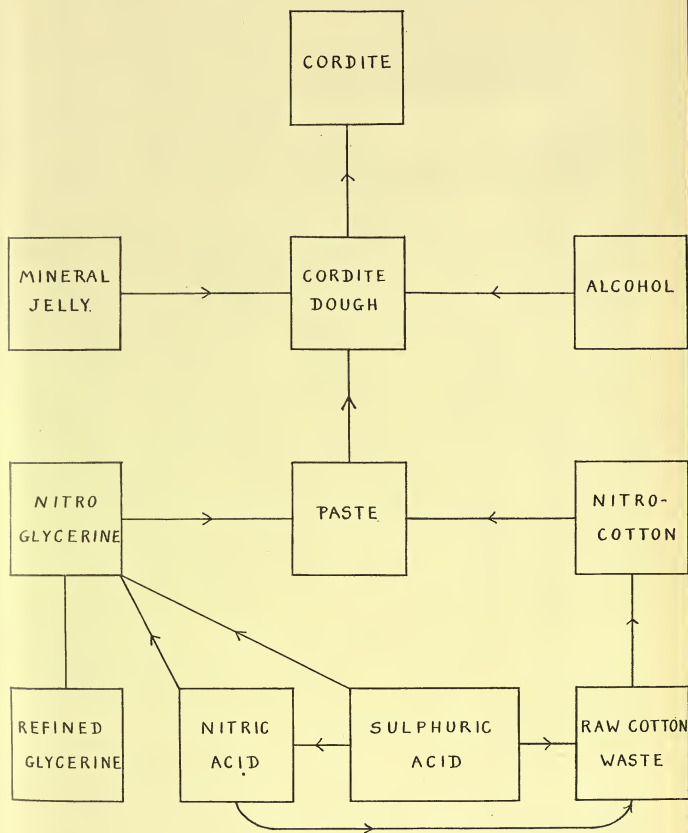 CORDITE
MINERAL
JELLY.
CORDITE
DOUGH
ALCOHOL
NITRO
GLYCERINE
PASTE
NITRO-
COTTON
REFINED
GLYCERINE
NITRIC
ACID
SULPHURIC
ACID
RAW COTTON
WASTE